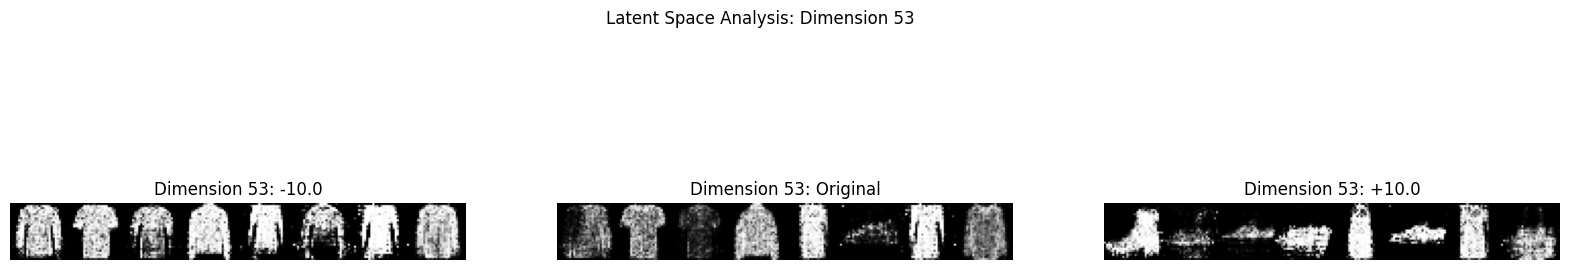 Latent Space Analysis: Dimension 53
Dimension 53: -10.0
Dimension 53: Original
Dimension 53: +10.0